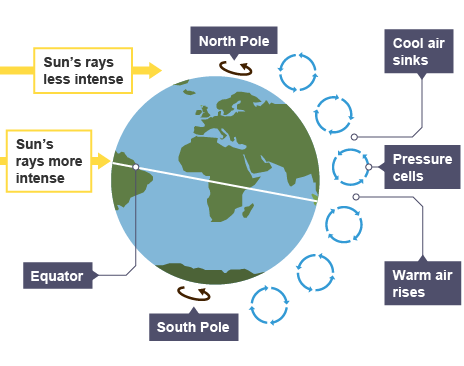 North Pole
Cool air
sinks
Sun's rays
less intense
Sun's
rays more
intense
Pressure
cells
Equator
Warm air
rises
South Pole